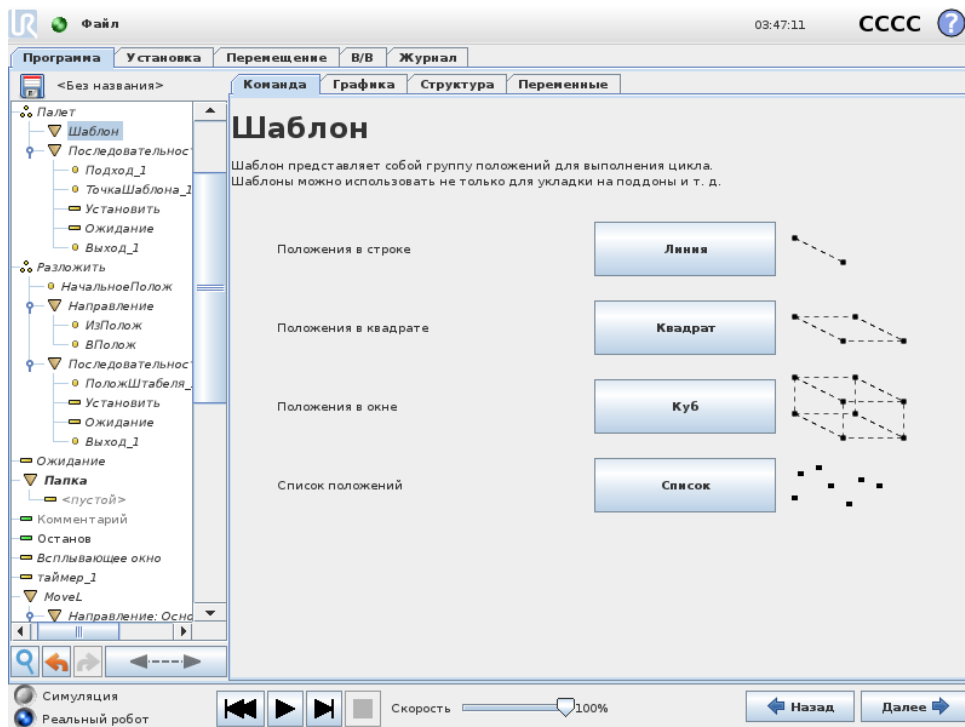 UR Файл 03:47:11 CCCC ?
Программа Установка Перемещение В/В Журнал
<Без названия> Команда Графика Структура Переменные
Палет
Шаблон
Последовательнос
Подход_1
ТочкаШаблона_1
Установить
Ожидание
Выход_1
Разложить
НачальноеПолож
Направление
ИзПолож
ВПолож
Последовательнос
ПоложШтабеля_
Установить
Ожидание
Выход_1
Ожидание
Папка
<пустой>
Комментарий
Останов
Всплывающее окно
таймер_1
MoveL
Направление: Осно
Шаблон
Шаблон представляет собой группу положений для выполнения цикла.
Шаблоны можно использовать не только для укладки на поддоны и т. д.
Положения в строке Линия
Положения в квадрате Квадрат
Положения в окне Куб
Список положений Список
Симуляция
Реальный робот
Скорость 100%
Назад Далее